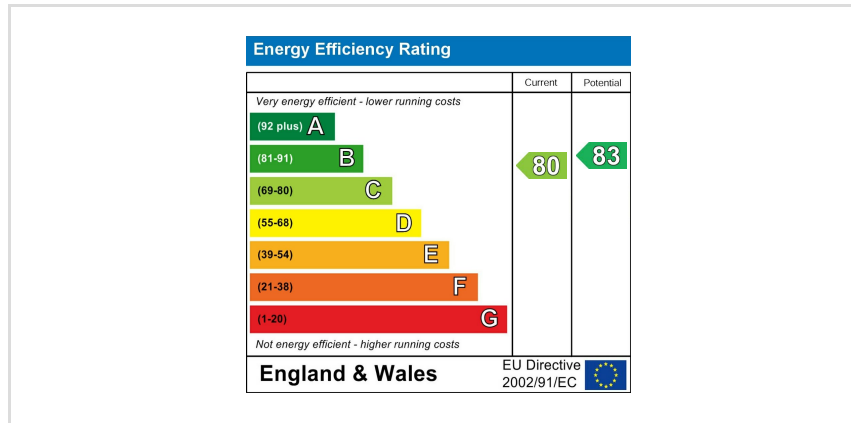 Energy Efficiency Rating
Current Potential
Very energy efficient - lower running costs
(92 plus) A
(81-91) B
(69-80) C
(55-68) D
(39-54) E
(21-38) F
(1-20) G
80
83
Not energy efficient - higher running costs
England & Wales
EU Directive
2002/91/EC